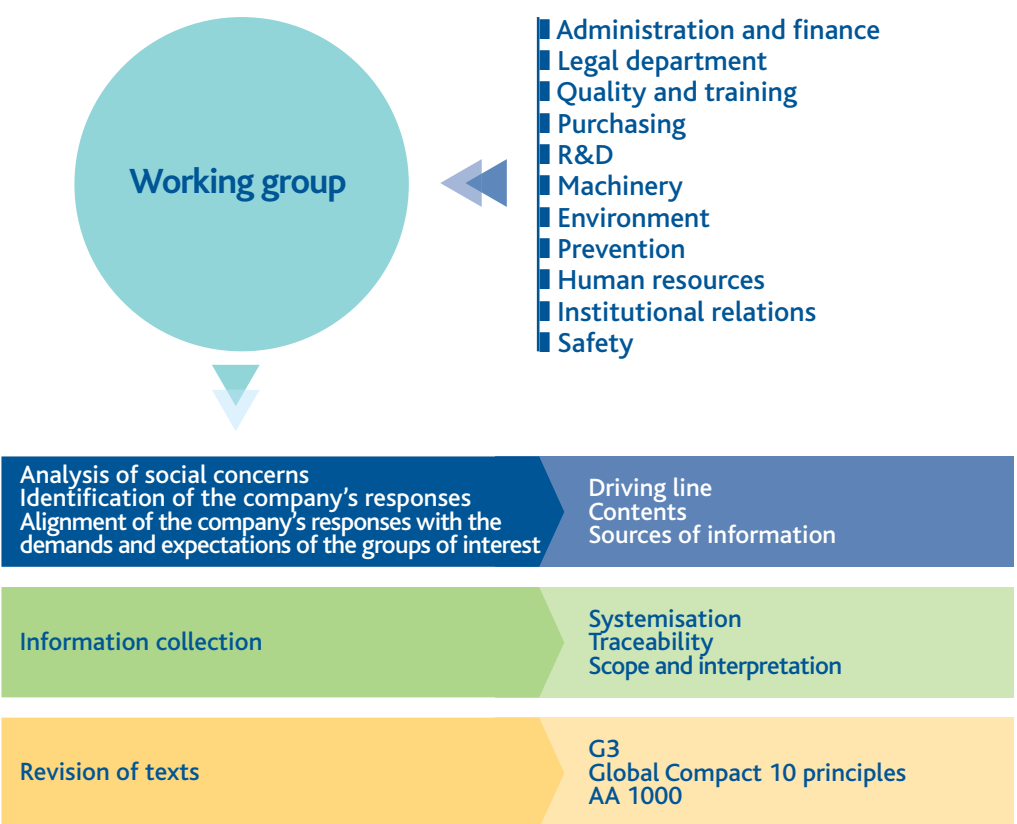 Working group
Administration and finance
Legal department
Quality and training
Purchasing
R&D
Machinery
Environment
Prevention
Human resources
Institutional relations
Safety
Analysis of social concerns
Identification of the company's responses
Alignment of the company's responses with the
demands and expectations of the groups of interest
Driving line
Contents
Sources of information
Information collection
Systemisation
Traceability
Scope and interpretation
Revision of texts
G3
Global Compact 10 principles
AA 1000